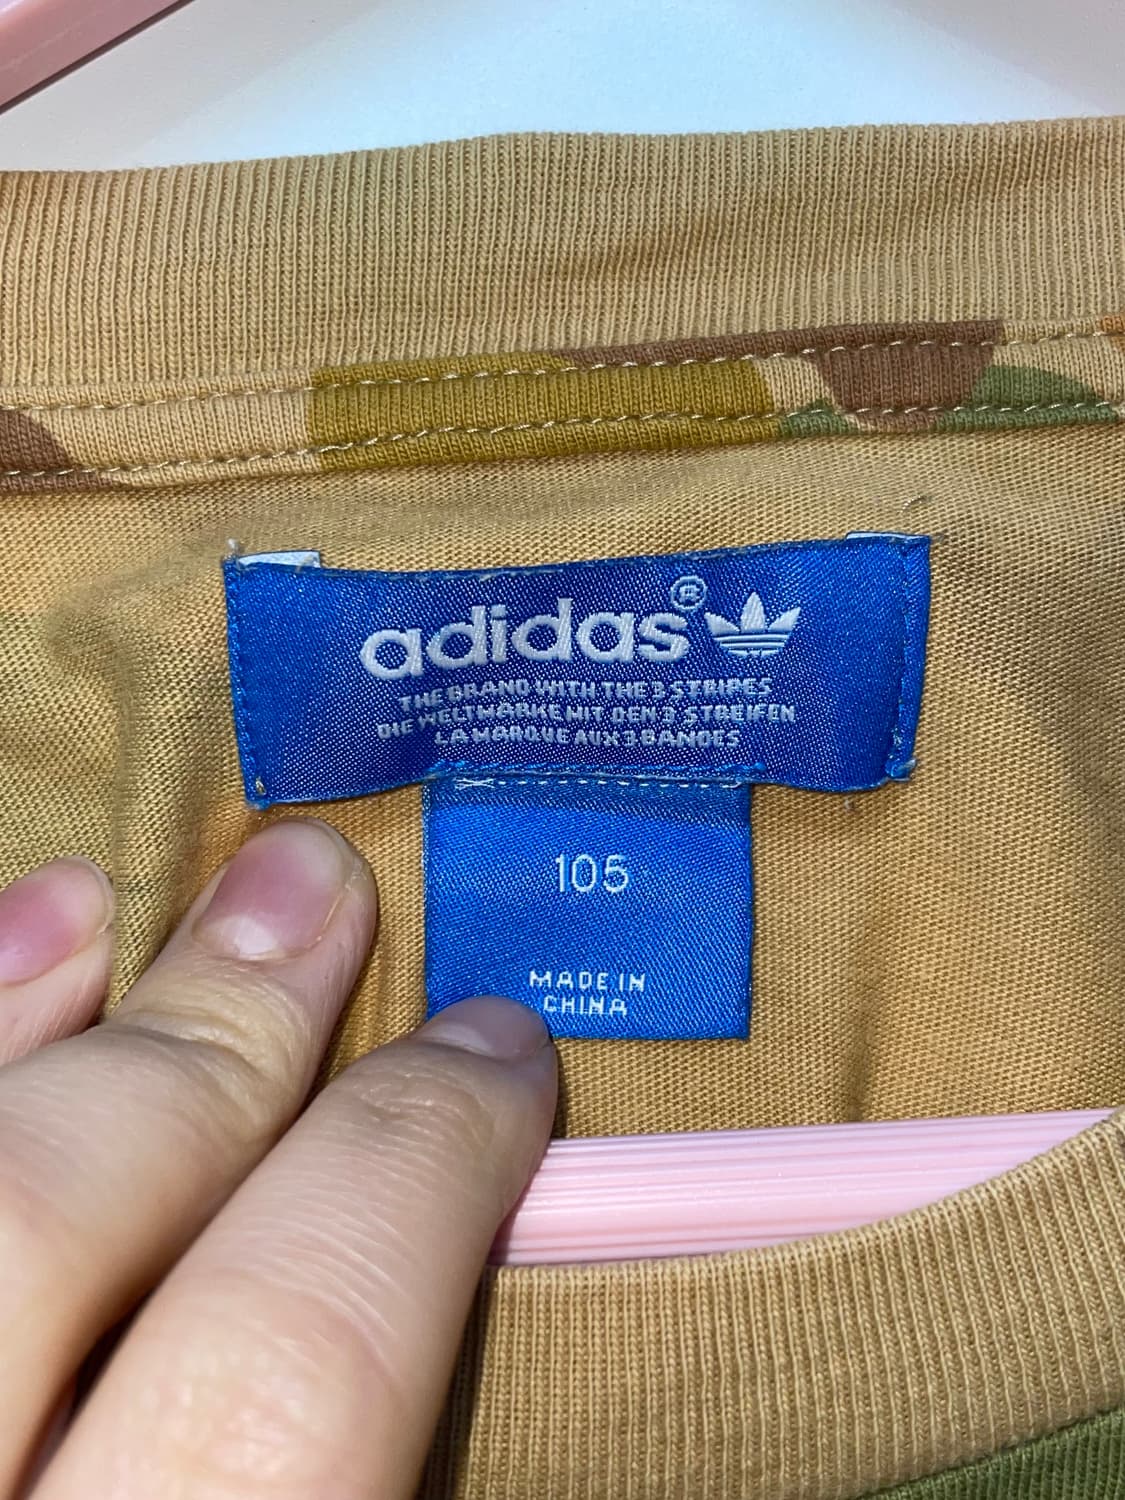 adidas®
THE BRAND WITH THE 3 STRIPES
DIE WELTMARKE MIT DEN 3 STREIFEN
LA MARQUE AUX 3 BANDES
105
MADE IN
CHINA